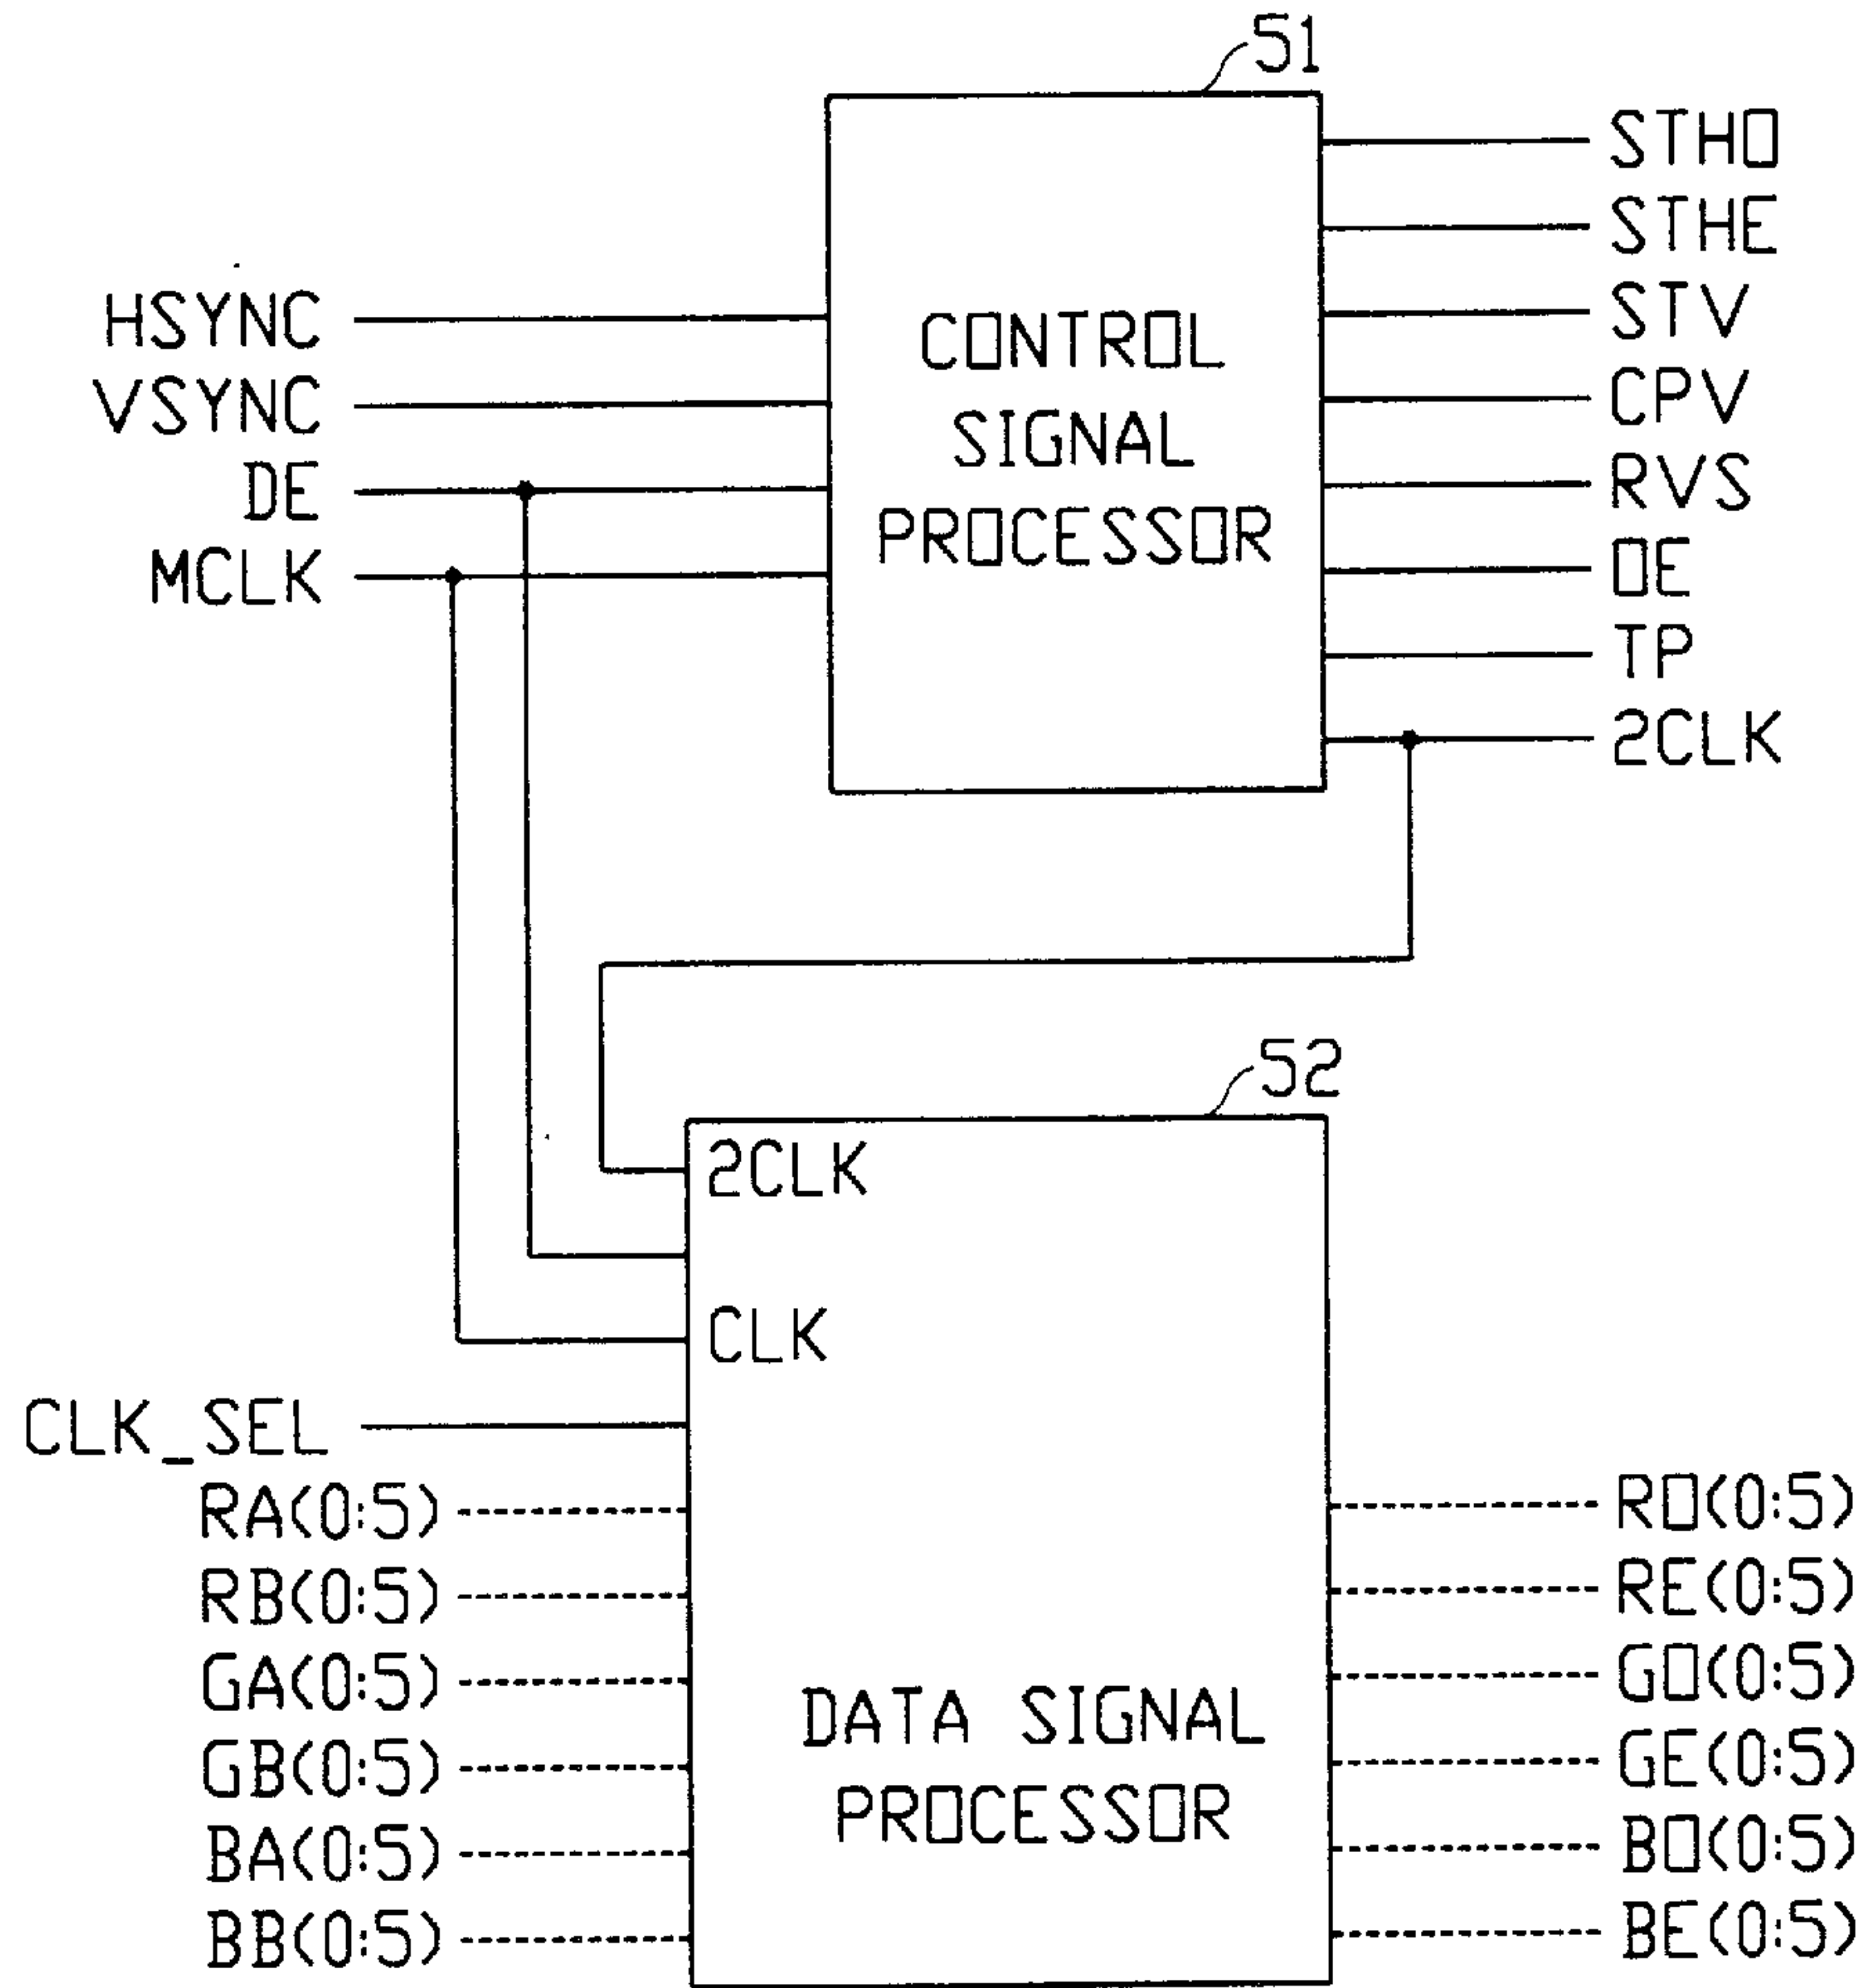 51
STHO
STHE
HSYNC
STV
CONTROL
VSYNC
CPV
SIGNAL
DE
RVS
PROCESSOR
MCLK
OE
TP
2CLK
52
2CLK
CLK
CLK_SEL
RA(0:5)
RO(0:5)
RB(0:5)
RE(0:5)
GA(0:5)
GO(0:5)
DATA SIGNAL
GB(0:5)
GE(0:5)
PROCESSOR
BA(0:5)
BO(0:5)
BB(0:5)
BE(0:5)